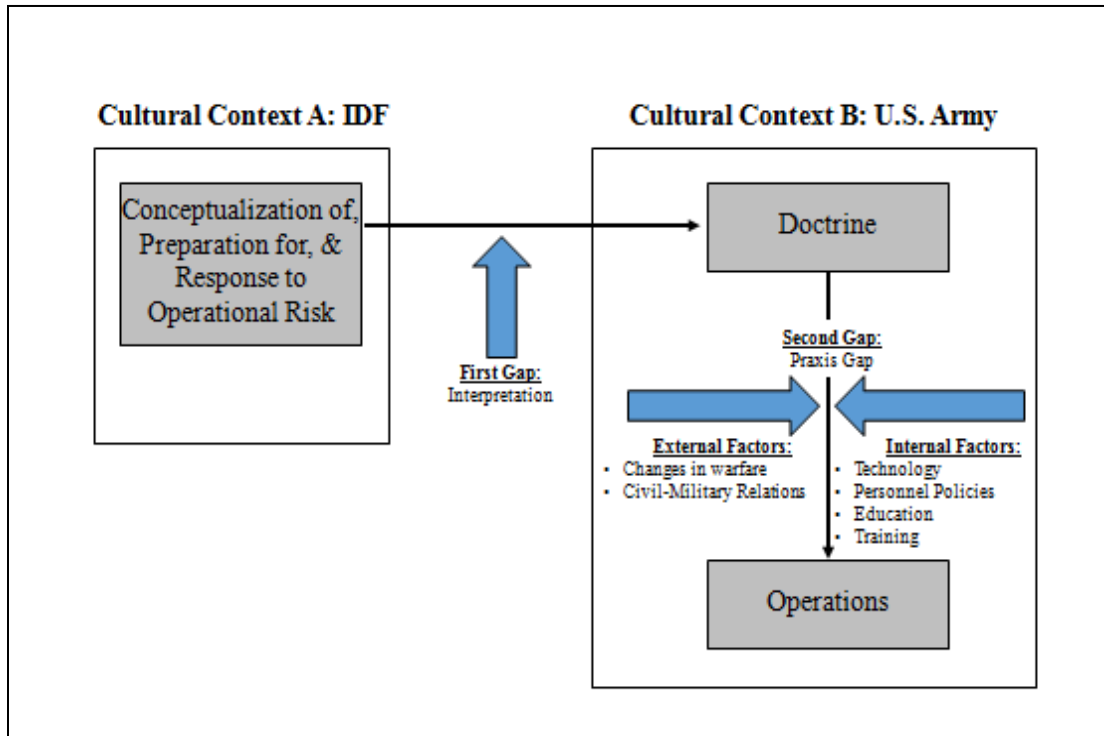 Cultural Context A: IDF
Conceptualization of,
Preparation for, &
Response to
Operational Risk
First Gap:
Interpretation
Cultural Context B: U.S. Army
Doctrine
Second Gap:
Praxis Gap
External Factors:
• Changes in warfare
• Civil-Military Relations
Internal Factors:
• Technology
• Personnel Policies
• Education
• Training
Operations